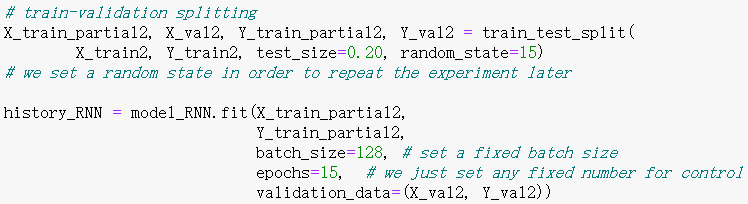 # train-validation splitting
X_train_partial2, X_val2, Y_train_partial2, Y_val2 = train_test_split(
X_train2, Y_train2, test_size=0.20, random_state=15)
# we set a random state in order to repeat the experiment later
history_RNN = model_RNN.fit(X_train_partial2,
Y_train_partial2,
batch_size=128, # set a fixed batch size
epochs=15, # we just set any fixed number for control
validation_data=(X_val2, Y_val2))